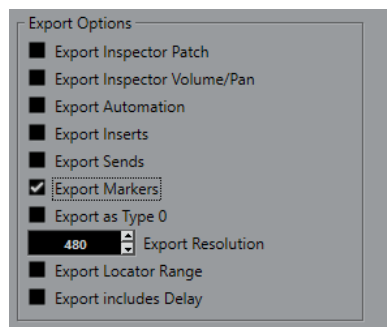 Export Options
Export Inspector Patch
Export Inspector Volume/Pan
Export Automation
Export Inserts
Export Sends
Export Markers
Export as Type 0
480 Export Resolution
Export Locator Range
Export includes Delay